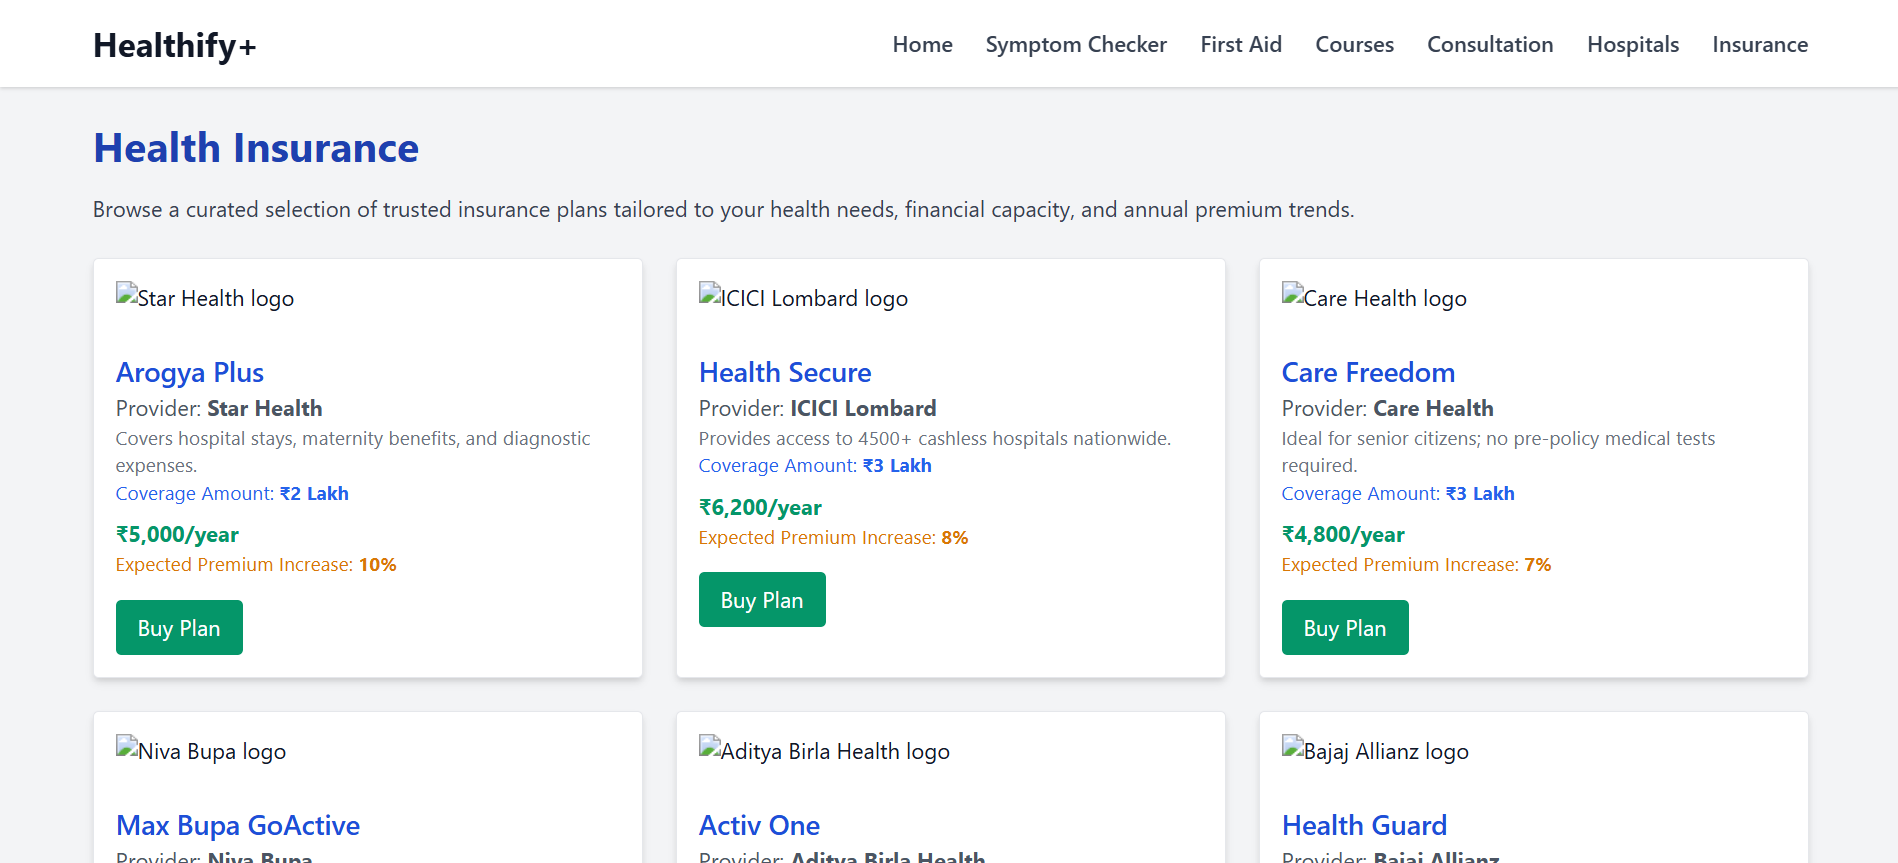 Healthify+
Home Symptom Checker First Aid Courses Consultation Hospitals Insurance
Health Insurance
Browse a curated selection of trusted insurance plans tailored to your health needs, financial capacity, and annual premium trends.
Star Health logo
Arogya Plus
Provider: Star Health
Covers hospital stays, maternity benefits, and diagnostic
expenses.
Coverage Amount: ₹2 Lakh
₹5,000/year
Expected Premium Increase: 10%
Buy Plan
ICICI Lombard logo
Health Secure
Provider: ICICI Lombard
Provides access to 4500+ cashless hospitals nationwide.
Coverage Amount: ₹3 Lakh
₹6,200/year
Expected Premium Increase: 8%
Buy Plan
Care Health logo
Care Freedom
Provider: Care Health
Ideal for senior citizens; no pre-policy medical tests
required.
Coverage Amount: ₹3 Lakh
₹4,800/year
Expected Premium Increase: 7%
Buy Plan
Niva Bupa logo
Max Bupa GoActive
Provider: Niva Bupa
Aditya Birla Health logo
Activ One
Provider: Aditya Birla Health
Bajaj Allianz logo
Health Guard
Provider: Bajaj Allianz